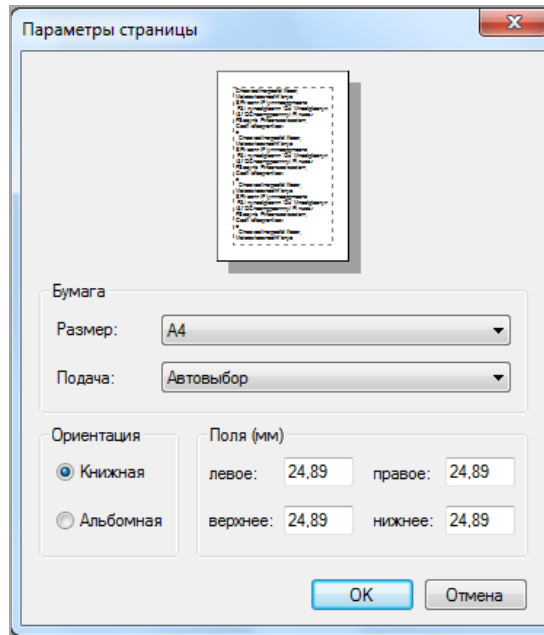 Параметры страницы
Бумага
Размер: A4
Подача: Автовыбор
Ориентация
Книжная
Альбомная
Поля (мм)
левое: 24,89 правое: 24,89
верхнее: 24,89 нижнее: 24,89
OK Отмена